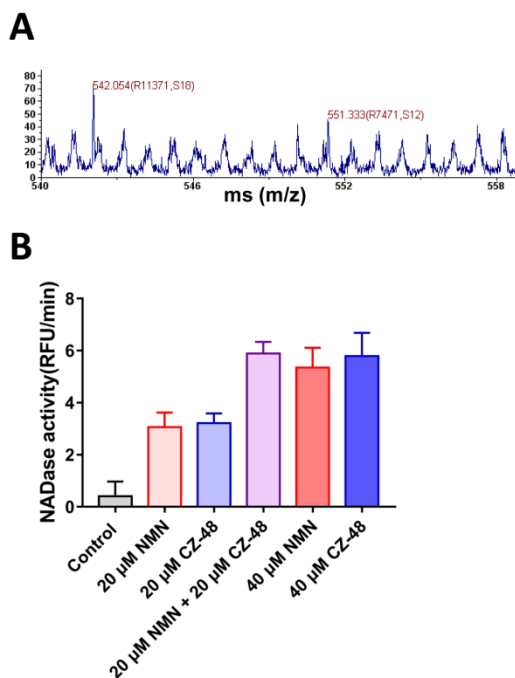 A
80
70
60
50
40
30
20
10
0
542.054(R11371,S18)
551.333(R7471,S12)
540
546
552
558
ms (m/z)
B
NADase activity(RFU/min)
8
6
4
2
0
Control
20 µM NMN
20 µM CZ-48
20 µM NMN + 20 µM CZ-48
40 µM NMN
40 µM CZ-48